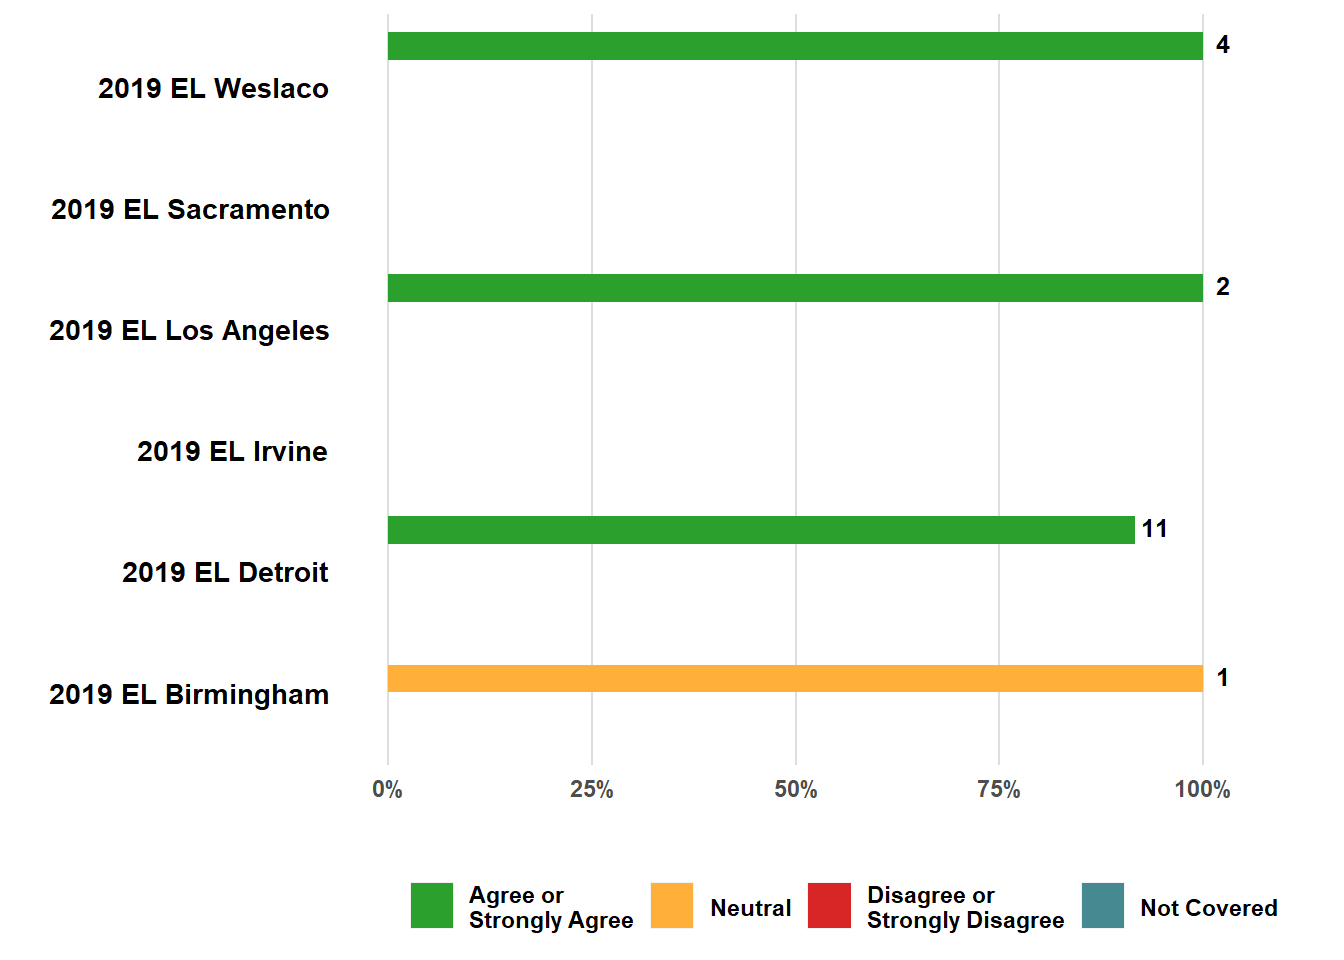 4
2019 EL Weslaco
2019 EL Sacramento
2
2019 EL Los Angeles
2019 EL Irvine
11
2019 EL Detroit
1
2019 EL Birmingham
0% 25% 50% 75% 100%
Agree or
Strongly Agree
Neutral
Disagree or
Strongly Disagree
Not Covered